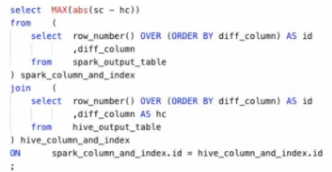 select MAX(abs(sc - hc))
from (
select row_number() OVER (ORDER BY diff_column) AS id
,diff_column
from spark_output_table
) spark_column_and_index
join (
select row_number() OVER (ORDER BY diff_column) AS id
,diff_column AS hc
from hive_output_table
) hive_column_and_index
ON spark_column_and_index.id = hive_column_and_index.id
;